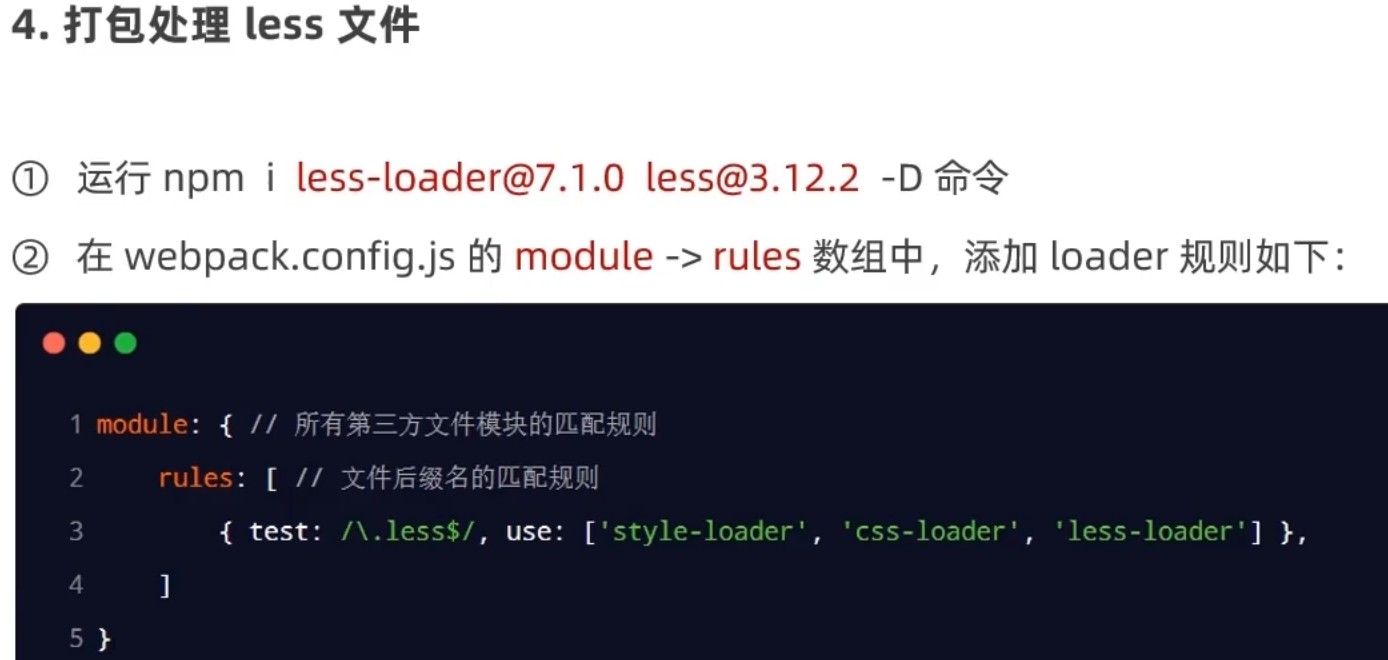 4. 打包处理 less 文件
① 运行 npm i less-loader@7.1.0 less@3.12.2 -D 命令
② 在 webpack.config.js 的 module -> rules 数组中，添加 loader 规则如下：
1 module: { // 所有第三方文件模块的匹配规则
2     rules: [ // 文件后缀名的匹配规则
3         { test: /\.less$/, use: ['style-loader', 'css-loader', 'less-loader'] },
4     ]
5 }